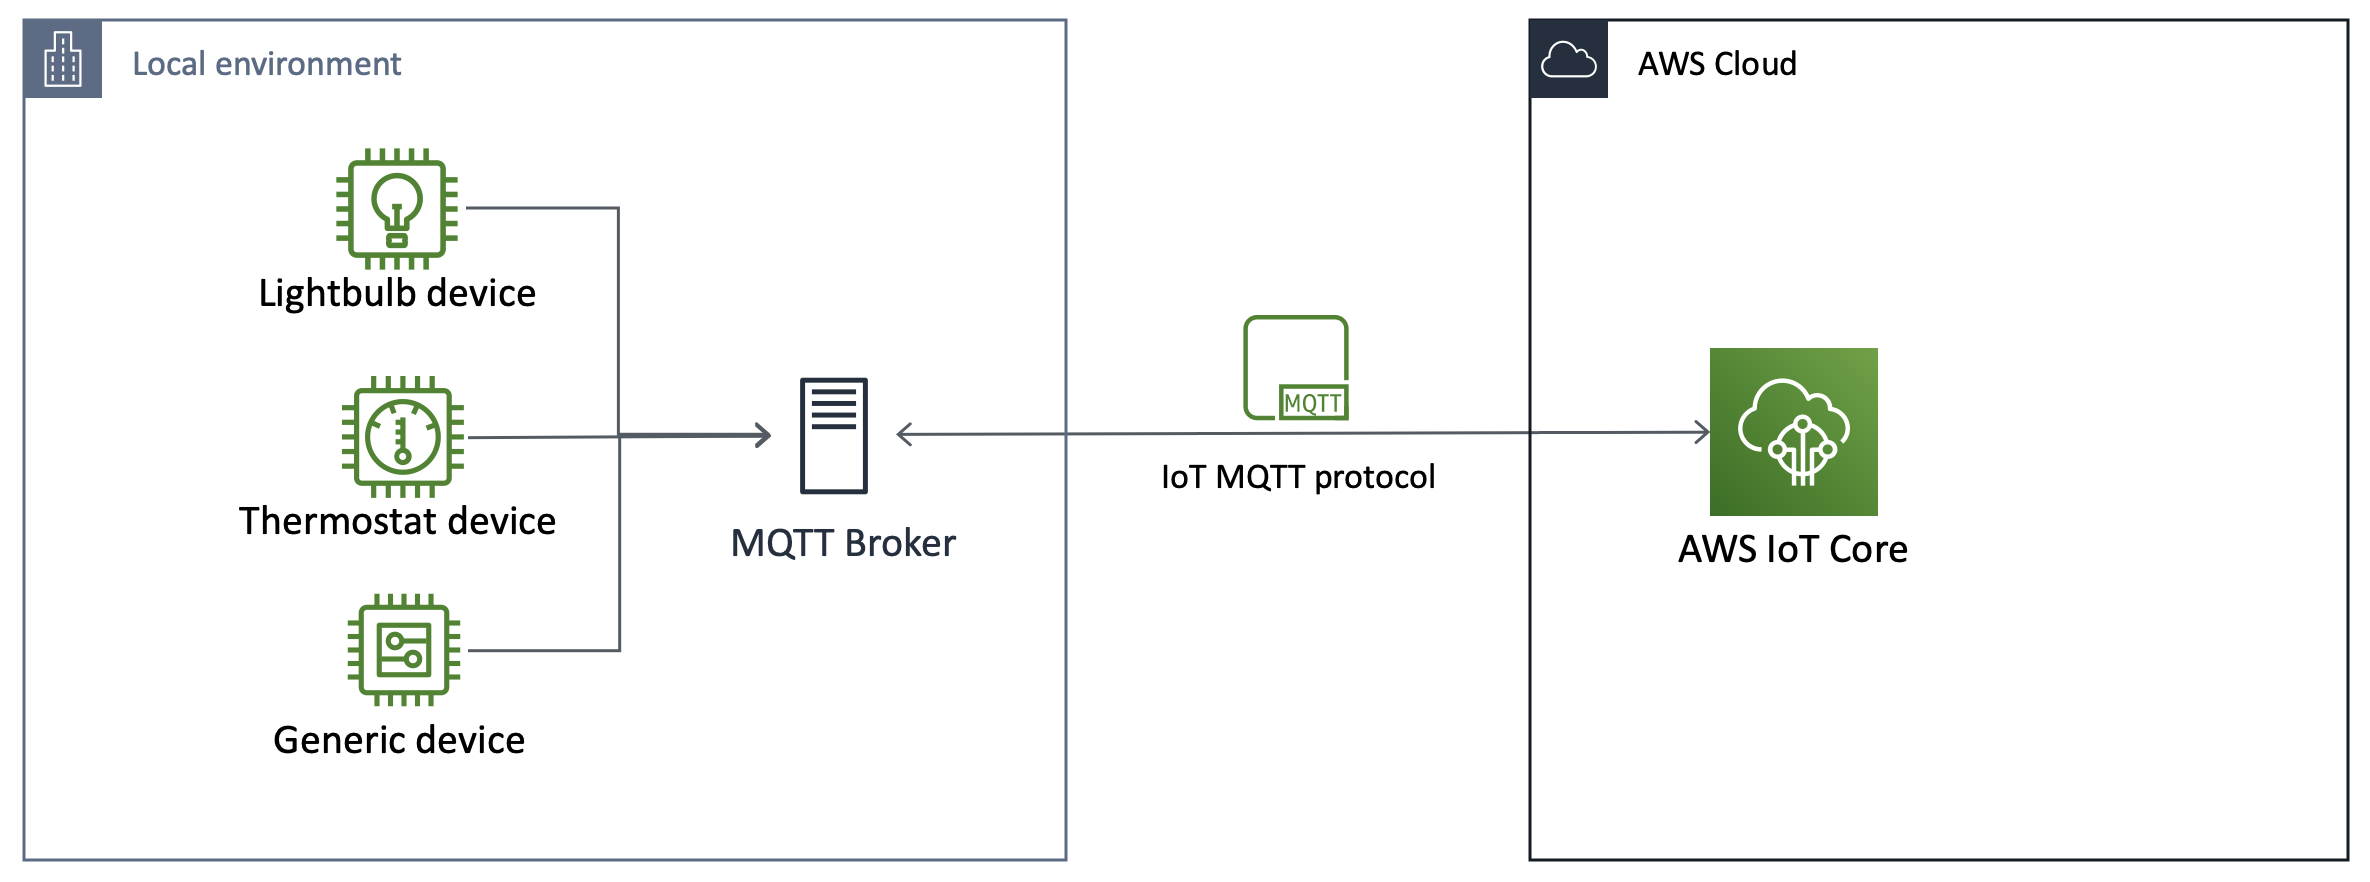 Local environment
AWS Cloud
Lightbulb device
MQTT
IoT MQTT protocol
Thermostat device
MQTT Broker
AWS IoT Core
Generic device